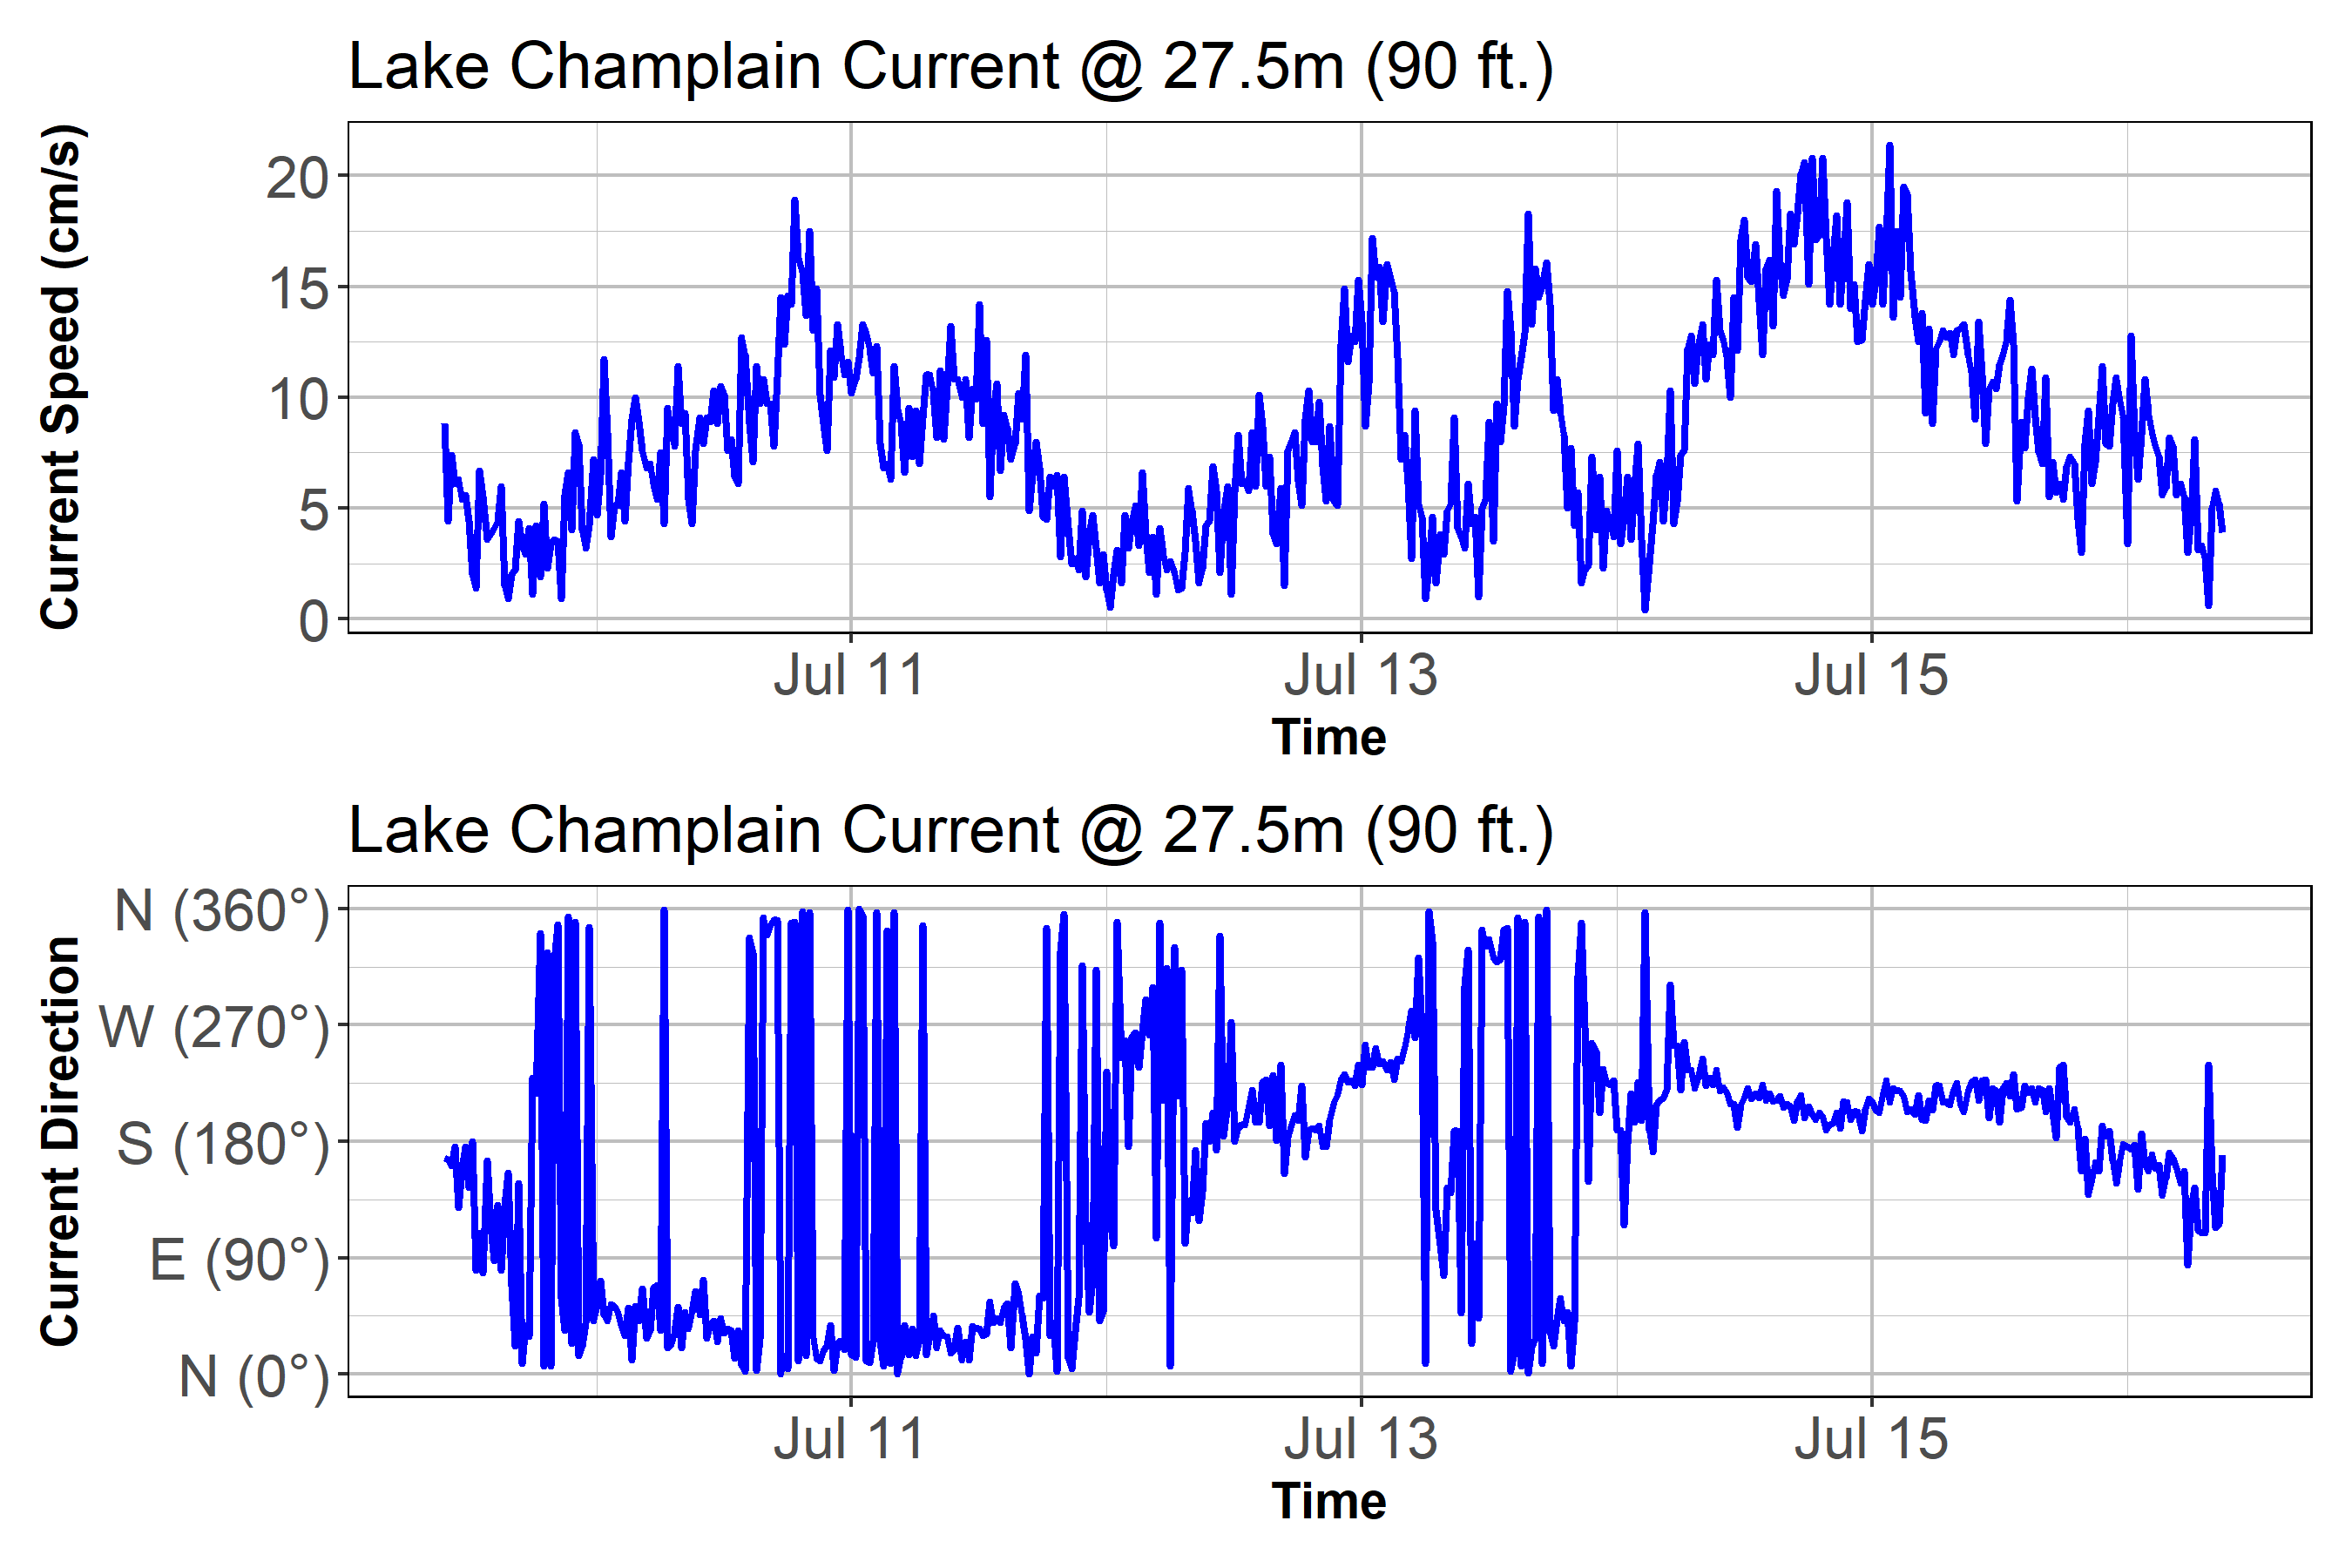 Lake Champlain Current @ 27.5m (90 ft.)
Current Speed (cm/s)
20
15
10
5
0
Jul 11 Jul 13 Jul 15
Time
Lake Champlain Current @ 27.5m (90 ft.)
Current Direction
N (360°)
W (270°)
S (180°)
E (90°)
N (0°)
Jul 11 Jul 13 Jul 15
Time